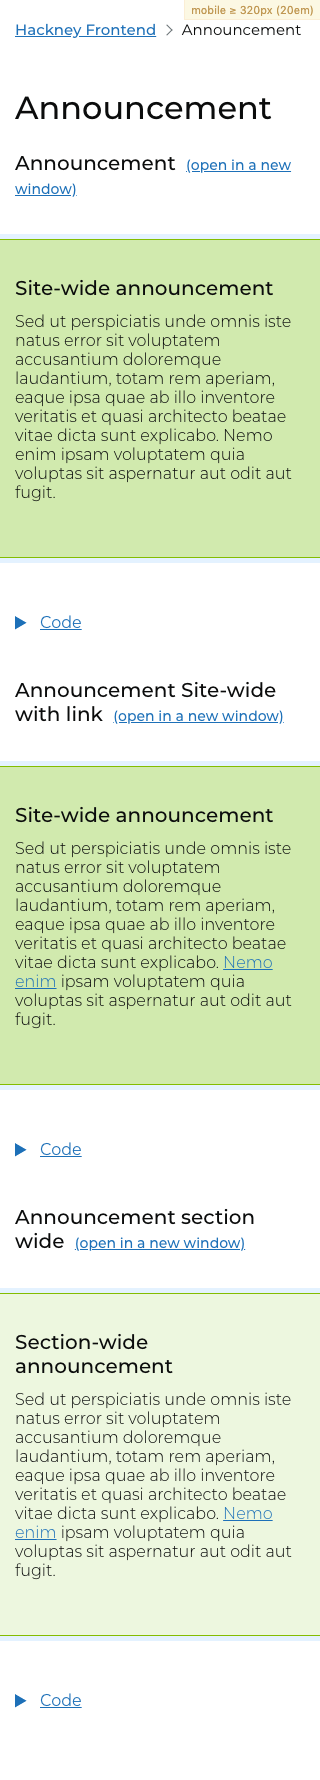 mobile ≥ 320px (20em)
Hackney Frontend > Announcement
Announcement
Announcement (open in a new
window)
Site-wide announcement
Sed ut perspiciatis unde omnis iste
natus error sit voluptatem
accusantium doloremque
laudantium, totam rem aperiam,
eaque ipsa quae ab illo inventore
veritatis et quasi architecto beatae
vitae dicta sunt explicabo. Nemo
enim ipsam voluptatem quia
voluptas sit aspernatur aut odit aut
fugit.
Code
Announcement Site-wide
with link (open in a new window)
Site-wide announcement
Sed ut perspiciatis unde omnis iste
natus error sit voluptatem
accusantium doloremque
laudantium, totam rem aperiam,
eaque ipsa quae ab illo inventore
veritatis et quasi architecto beatae
vitae dicta sunt explicabo. Nemo
enim ipsam voluptatem quia
voluptas sit aspernatur aut odit aut
fugit.
Code
Announcement section
wide (open in a new window)
Section-wide
announcement
Sed ut perspiciatis unde omnis iste
natus error sit voluptatem
accusantium doloremque
laudantium, totam rem aperiam,
eaque ipsa quae ab illo inventore
veritatis et quasi architecto beatae
vitae dicta sunt explicabo. Nemo
enim ipsam voluptatem quia
voluptas sit aspernatur aut odit aut
fugit.
Code